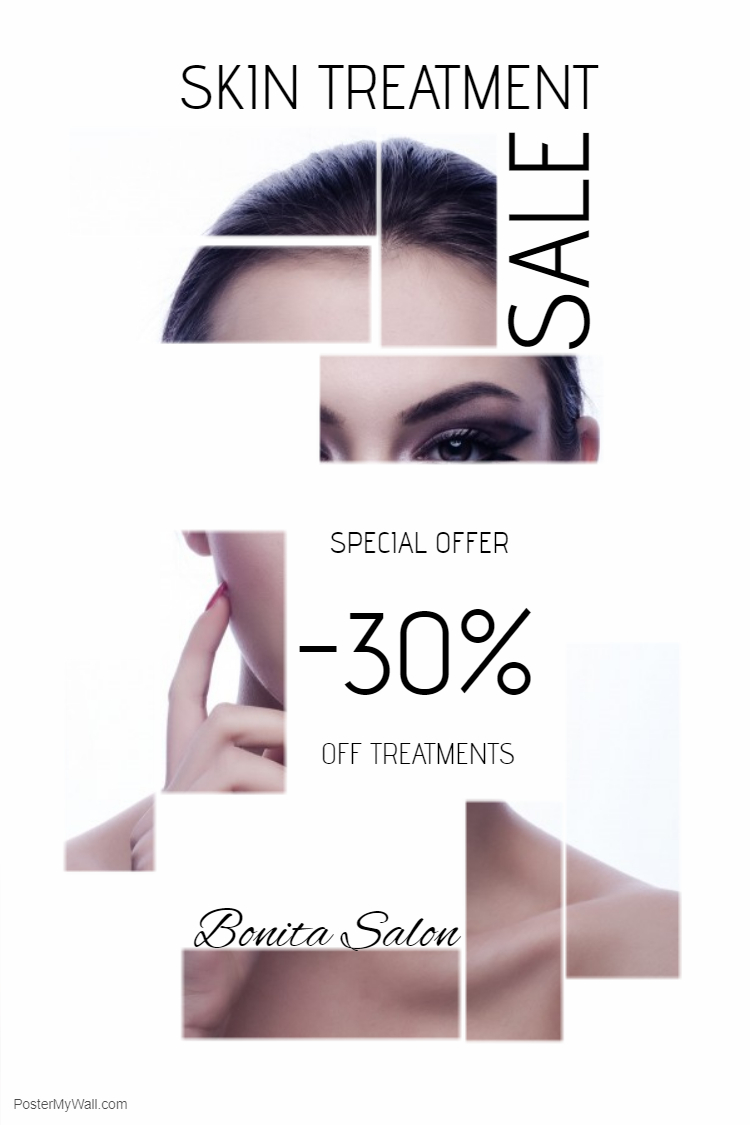 SKIN TREATMENT
SALE
SPECIAL OFFER
-30%
OFF TREATMENTS
Bonita Salon
PosterMyWall.com